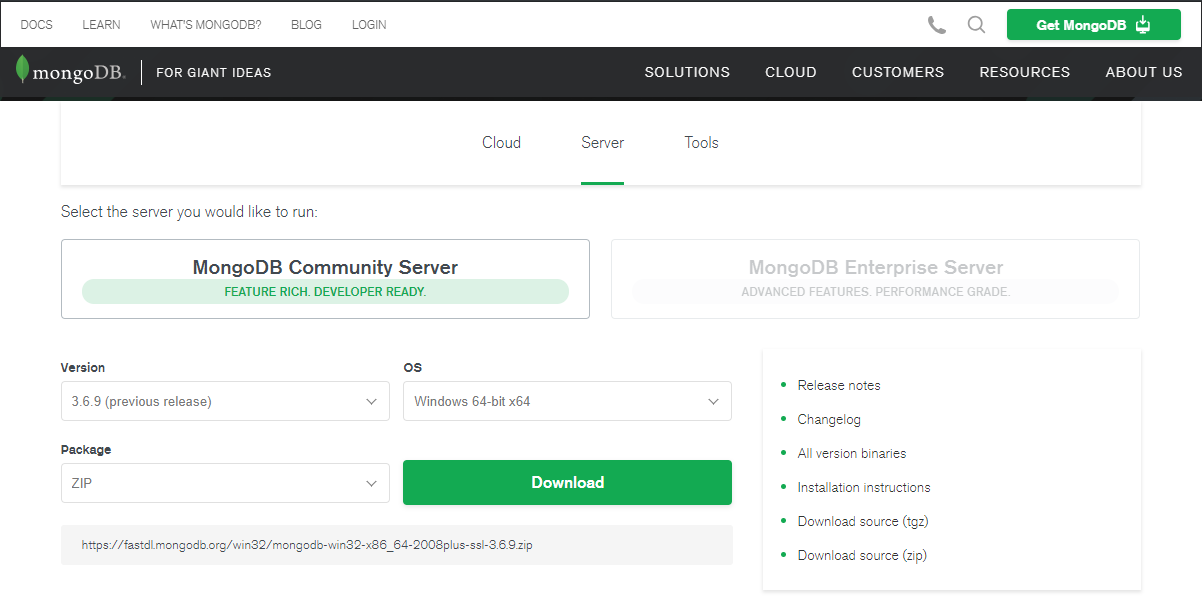 DOCS LEARN WHAT'S MONGODB? BLOG LOGIN Get MongoDB
mongoDB. FOR GIANT IDEAS SOLUTIONS CLOUD CUSTOMERS RESOURCES ABOUT US
Cloud Server Tools
Select the server you would like to run:
MongoDB Community Server
FEATURE RICH. DEVELOPER READY.
MongoDB Enterprise Server
ADVANCED FEATURES. PERFORMANCE GRADE.
Version
3.6.9 (previous release)
OS
Windows 64-bit x64
Package
ZIP
Download
https://fastdl.mongodb.org/win32/mongodb-win32-x86_64-2008plus-ssl-3.6.9.zip
Release notes
Changelog
All version binaries
Installation instructions
Download source (tgz)
Download source (zip)